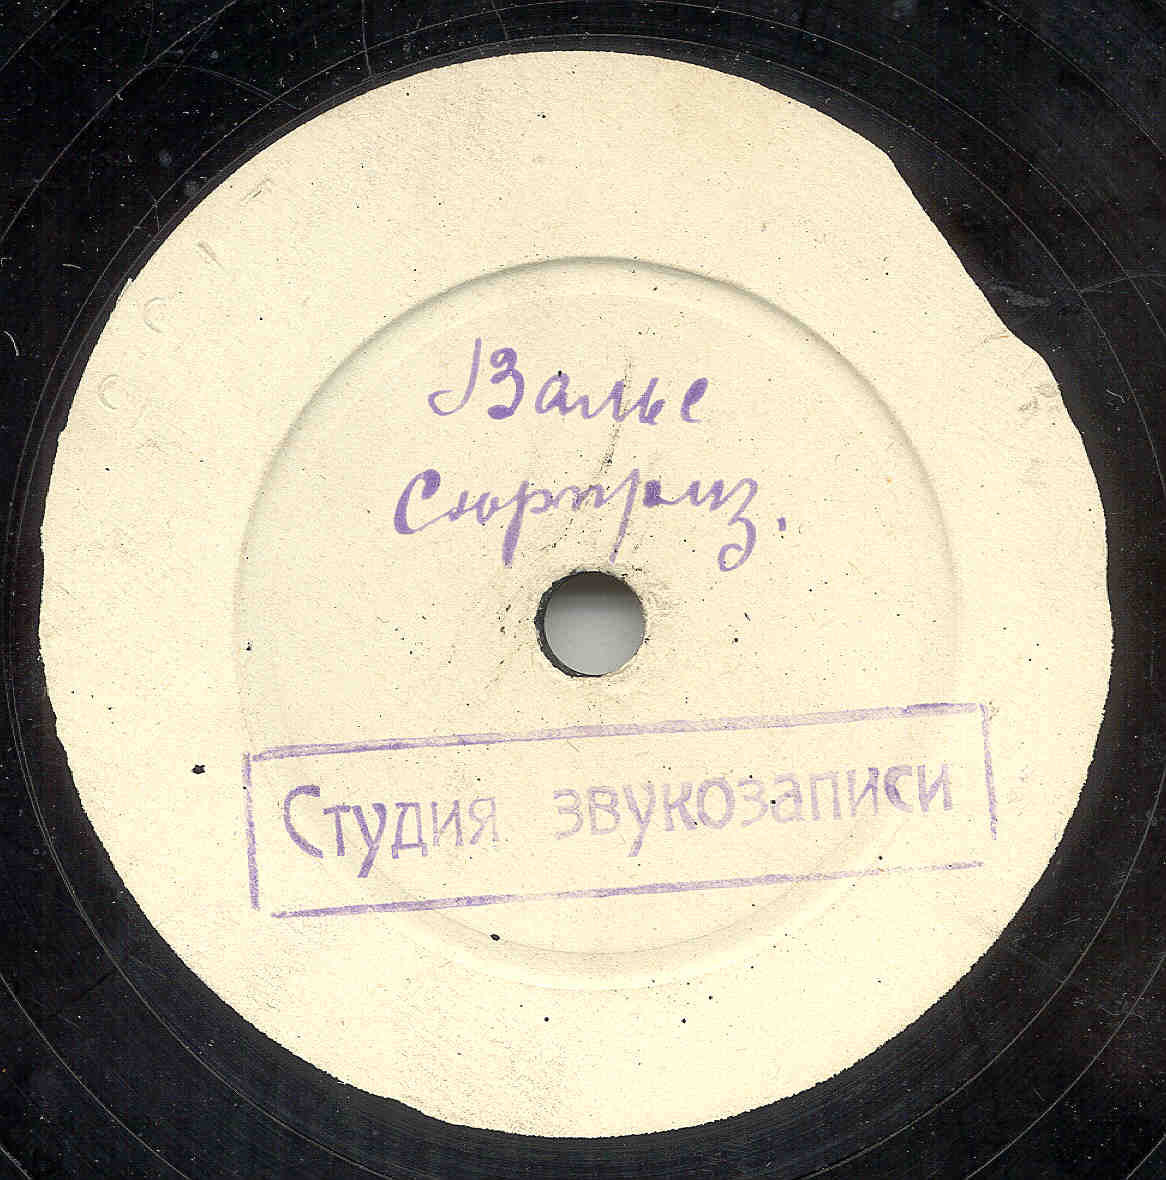 Вальс
Сюрприз.
Студия звукозаписи